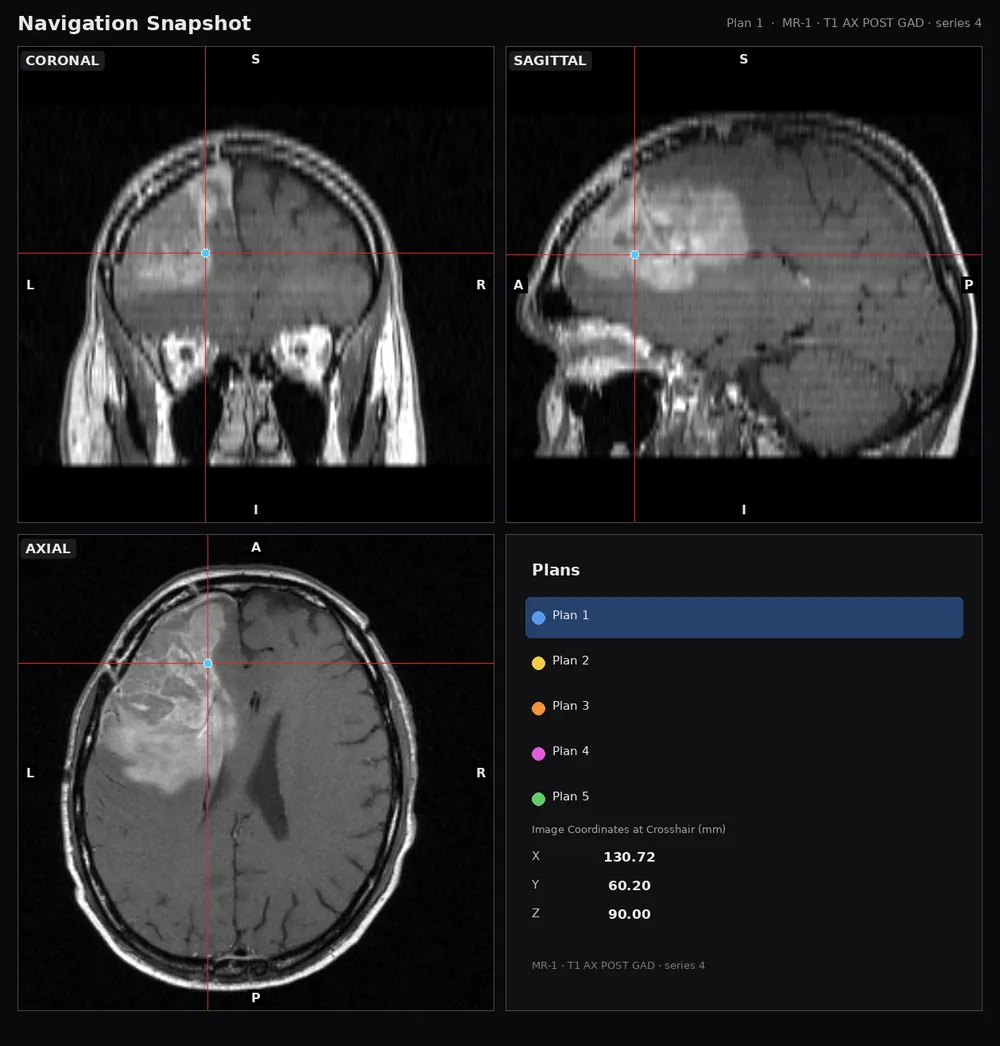 Navigation Snapshot
Plan 1 · MR-1 · T1 AX POST GAD · series 4
CORONAL
S
L
R
I
SAGITTAL
S
A
P
I
AXIAL
A
L
R
P
Plans
Plan 1
Plan 2
Plan 3
Plan 4
Plan 5
Image Coordinates at Crosshair (mm)
X 130.72
Y 60.20
Z 90.00
MR-1 · T1 AX POST GAD · series 4